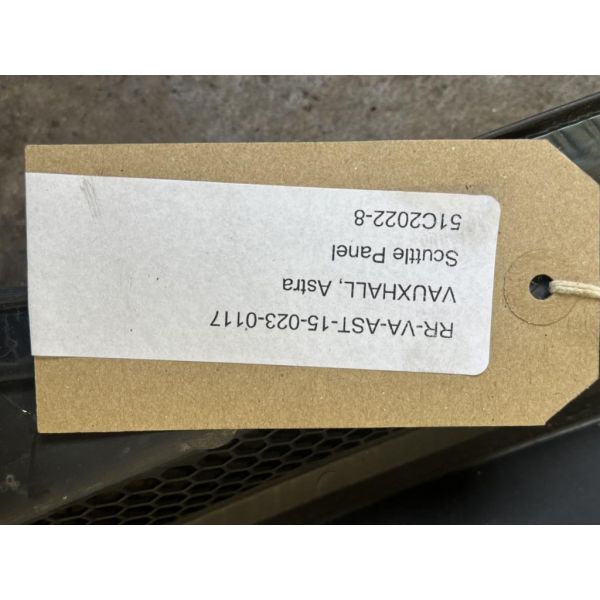 RR-VA-AST-15-023-0117
VAUXHALL, Astra
Scuttle Panel
51C2022-8